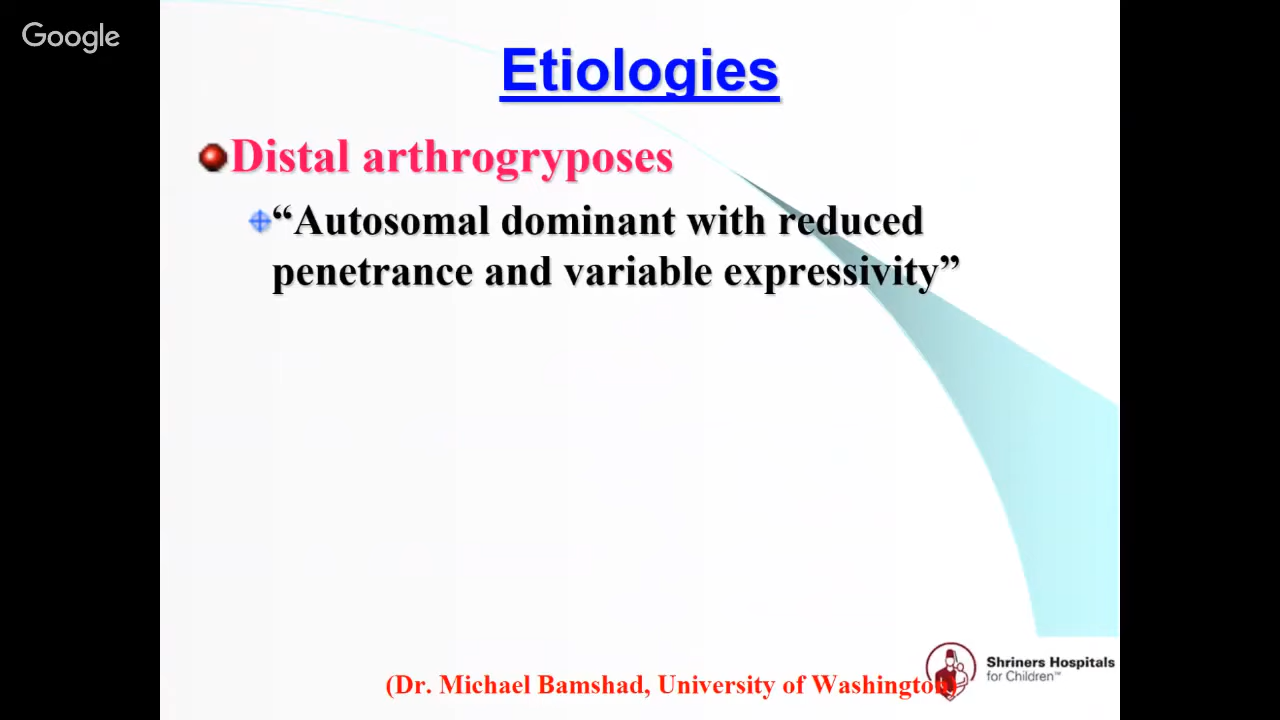 Google
Etiologies
Distal arthrogryposes
“Autosomal dominant with reduced
penetrance and variable expressivity”
Shriners Hospitals
for Children™
(Dr. Michael Bamshad, University of Washington)